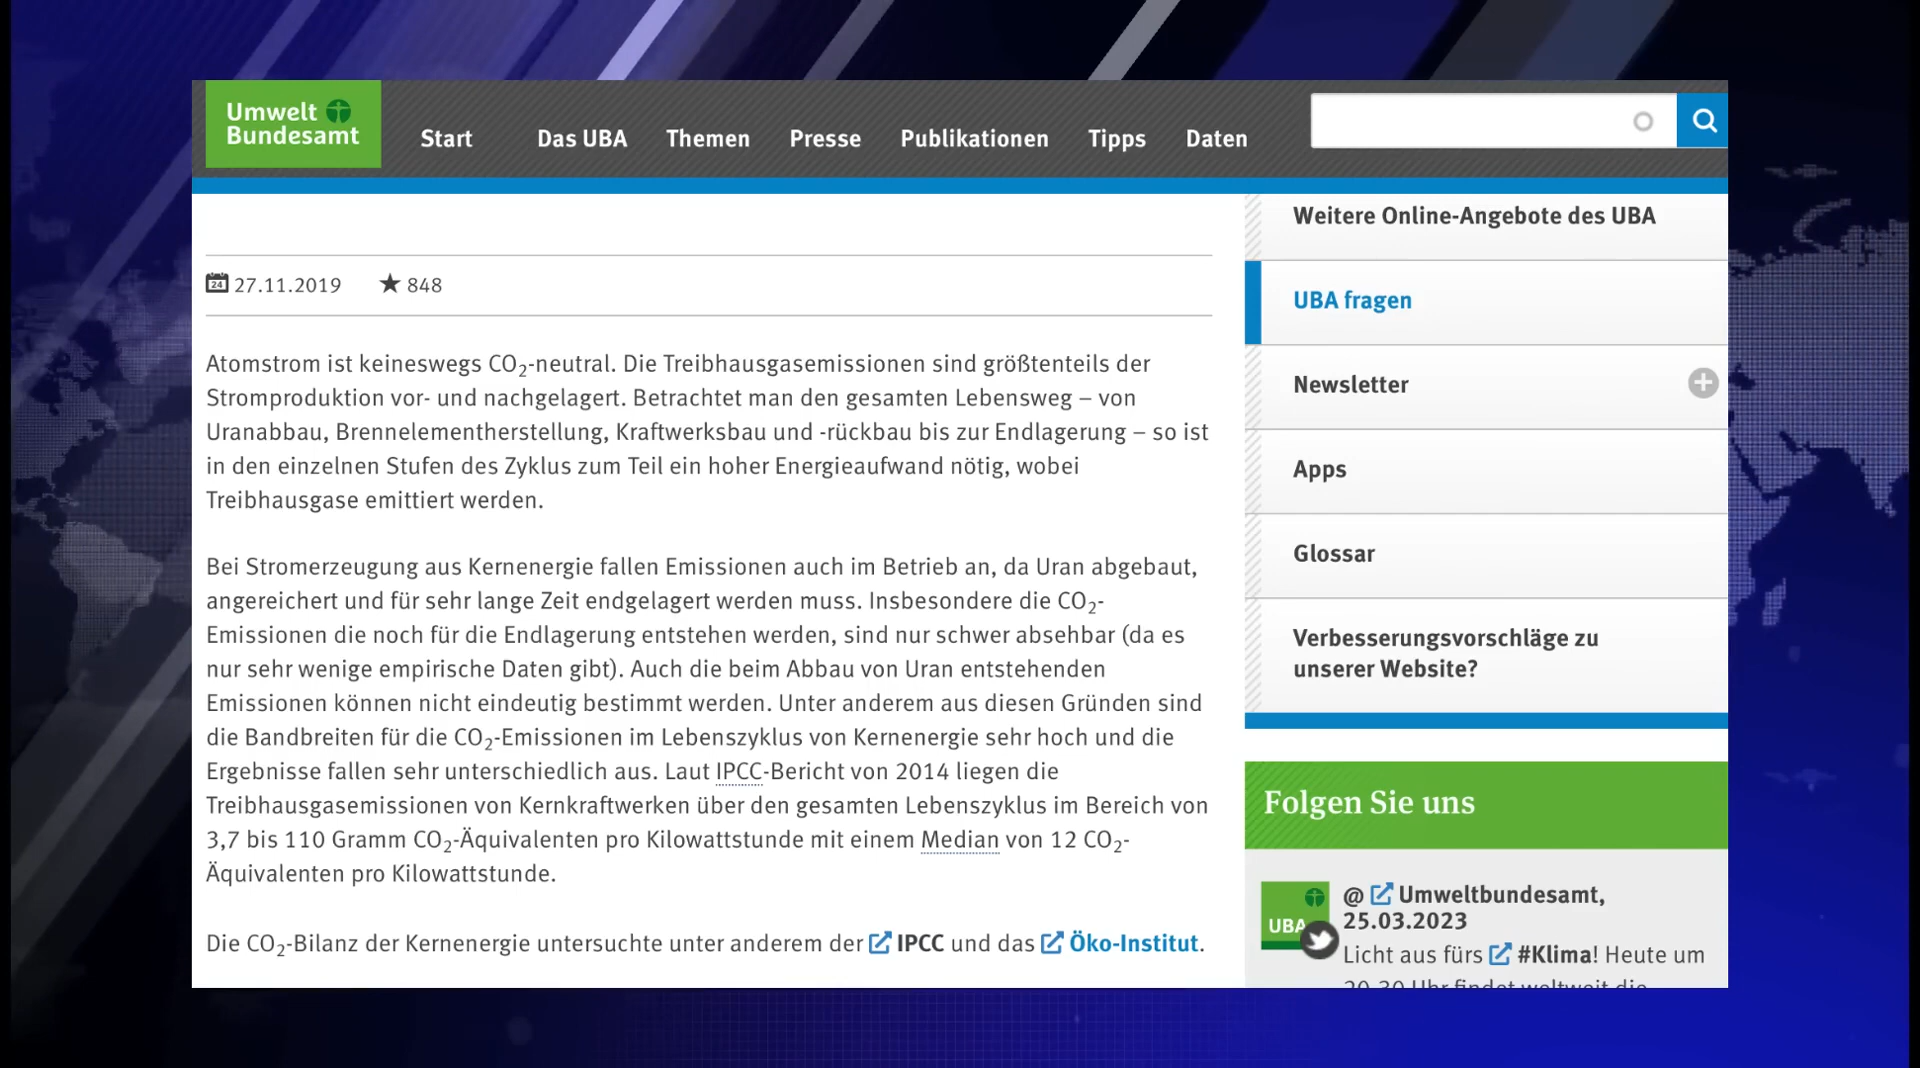 Umwelt
Bundesamt
Start Das UBA Themen Presse Publikationen Tipps Daten
27.11.2019 848
Atomstrom ist keineswegs CO₂-neutral. Die Treibhausgasemissionen sind größtenteils der
Stromproduktion vor- und nachgelagert. Betrachtet man den gesamten Lebensweg – von
Uranabbau, Brennelementherstellung, Kraftwerksbau und -rückbau bis zur Endlagerung – so ist
in den einzelnen Stufen des Zyklus zum Teil ein hoher Energieaufwand nötig, wobei
Treibhausgase emittiert werden.
Bei Stromerzeugung aus Kernenergie fallen Emissionen auch im Betrieb an, da Uran abgebaut,
angereichert und für sehr lange Zeit endgelagert werden muss. Insbesondere die CO₂-
Emissionen die noch für die Endlagerung entstehen werden, sind nur schwer absehbar (da es
nur sehr wenige empirische Daten gibt). Auch die beim Abbau von Uran entstehenden
Emissionen können nicht eindeutig bestimmt werden. Unter anderem aus diesen Gründen sind
die Bandbreiten für die CO₂-Emissionen im Lebenszyklus von Kernenergie sehr hoch und die
Ergebnisse fallen sehr unterschiedlich aus. Laut IPCC-Bericht von 2014 liegen die
Treibhausgasemissionen von Kernkraftwerken über den gesamten Lebenszyklus im Bereich von
3,7 bis 110 Gramm CO₂-Äquivalenten pro Kilowattstunde mit einem Median von 12 CO₂-
Äquivalenten pro Kilowattstunde.
Die CO₂-Bilanz der Kernenergie untersuchte unter anderem der IPCC und das Öko-Institut.
Weitere Online-Angebote des UBA
UBA fragen
Newsletter
Apps
Glossar
Verbesserungsvorschläge zu
unserer Website?
Folgen Sie uns
UBA
@ Umweltbundesamt,
25.03.2023
Licht aus fürs #Klima! Heute um
20.30 Uhr findet weltweit die